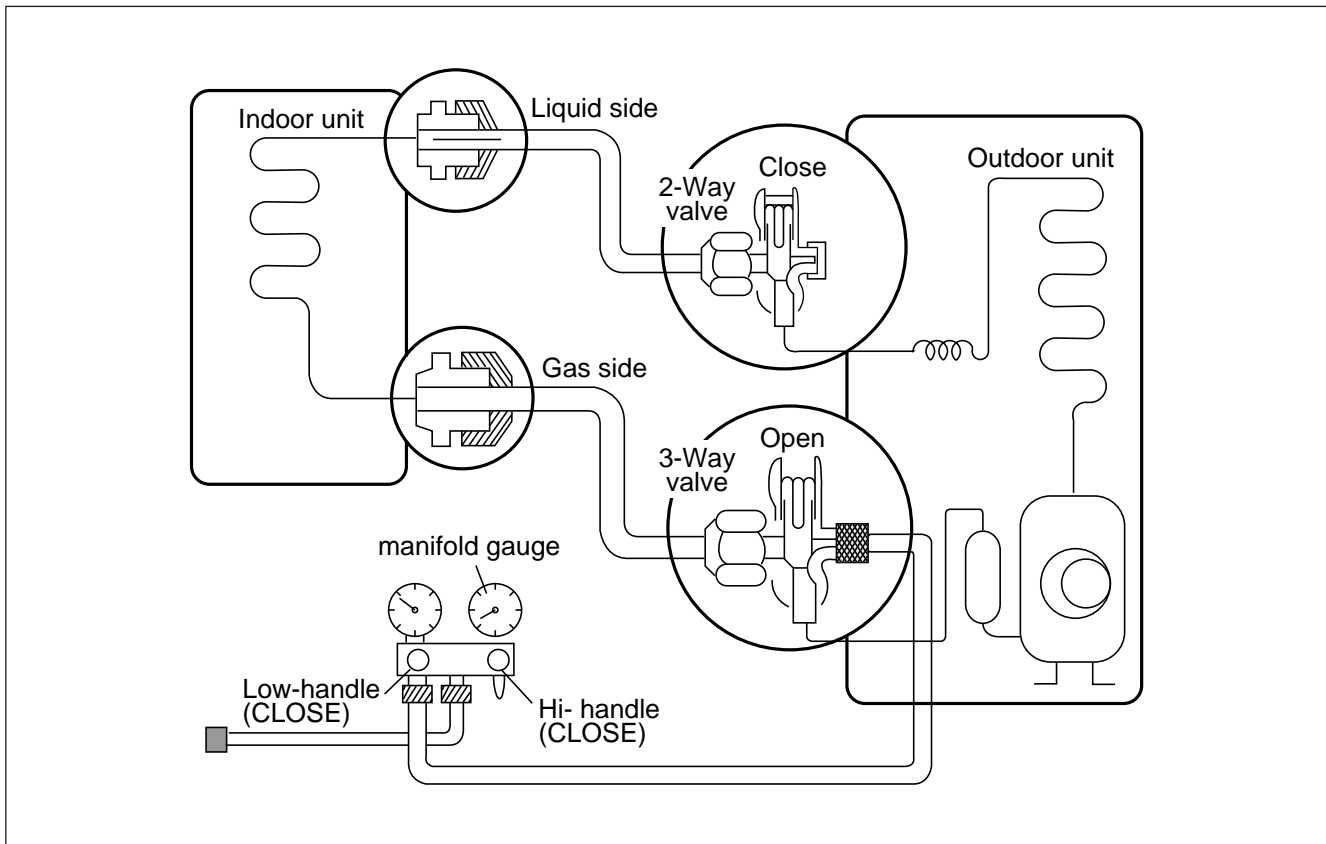 Indoor unit
Liquid side
2-Way
valve
Close
Outdoor unit
Gas side
3-Way
valve
Open
manifold gauge
Low-handle
(CLOSE)
Hi- handle
(CLOSE)